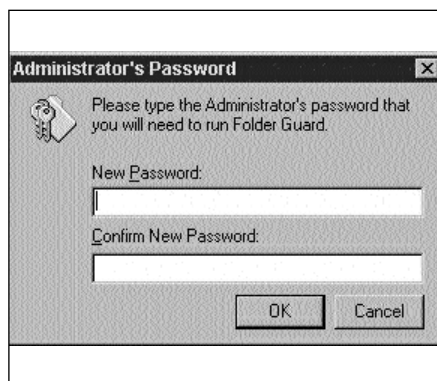 Administrator's Password
Please type the Administrator's password that
you will need to run Folder Guard.
New Password:
Confirm New Password:
OK
Cancel